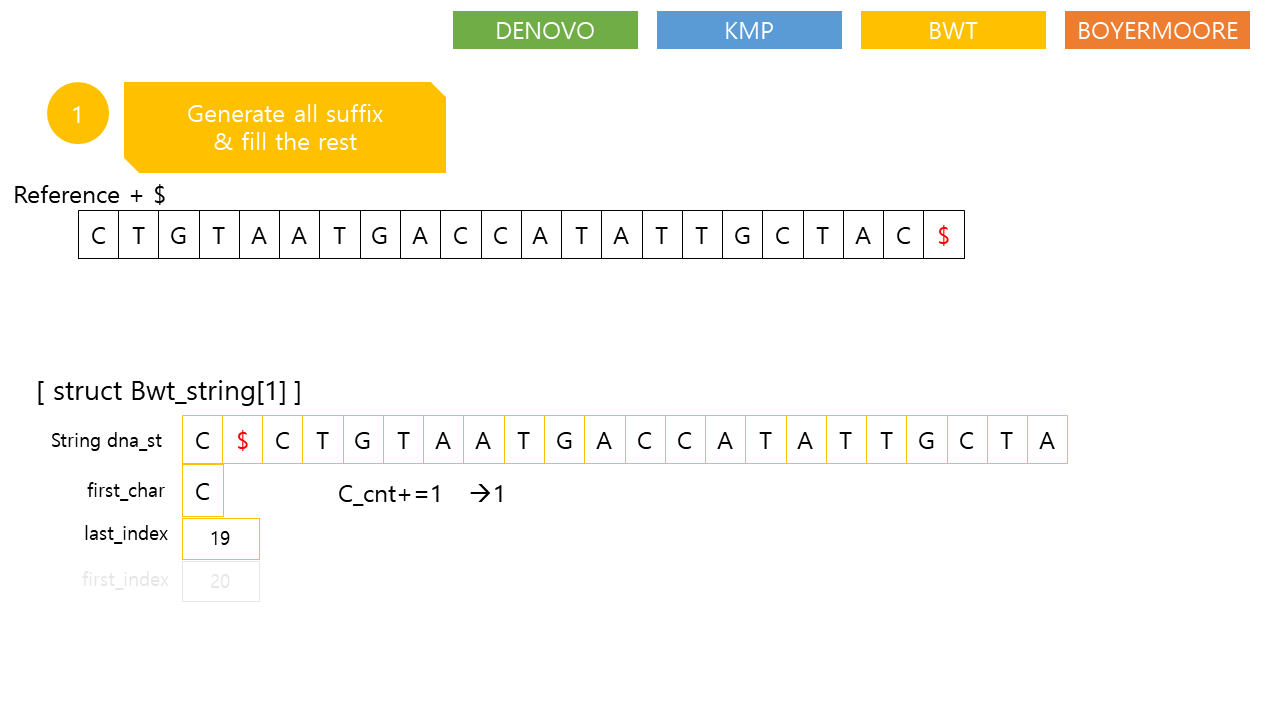 DENOVO KMP BWT BOYERMOORE
1
Generate all suffix
& fill the rest
Reference + $
C T G T A A T G A C C A T A T T G C T A C $
[ struct Bwt_string[1] ]
String dna_st C $ C T G T A A T G A C C A T A T T G C T A
first_char C C_cnt+=1 →1
last_index 19
first_index 20